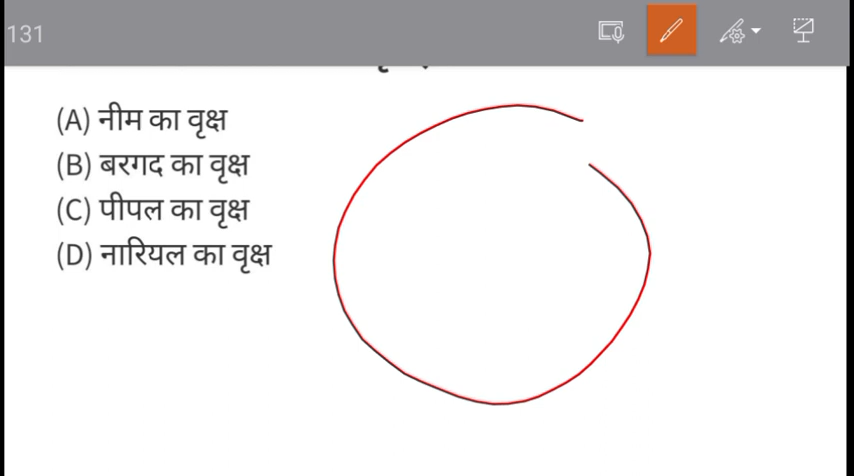 131
(A) नीम का वृक्ष
(B) बरगद का वृक्ष
(C) पीपल का वृक्ष
(D) नारियल का वृक्ष